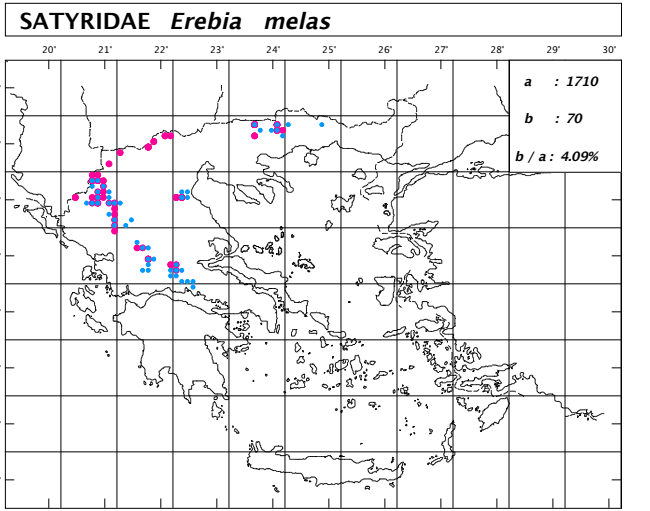 SATYRIDAE Erebia melas
20° 21° 22° 23° 24° 25° 26° 27° 28° 29° 30°
a : 1710
b : 70
b / a : 4.09%